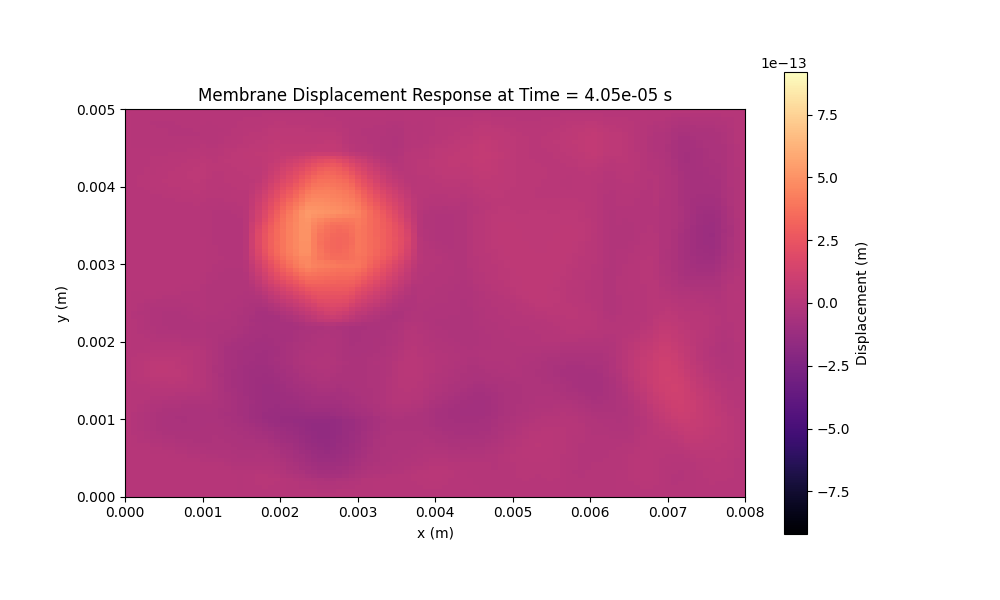 1e−13
Membrane Displacement Response at Time = 4.05e-05 s
0.005
0.004
0.003
0.002
0.001
0.000
y (m)
0.000 0.001 0.002 0.003 0.004 0.005 0.006 0.007 0.008
x (m)
7.5
5.0
2.5
0.0
−2.5
−5.0
−7.5
Displacement (m)